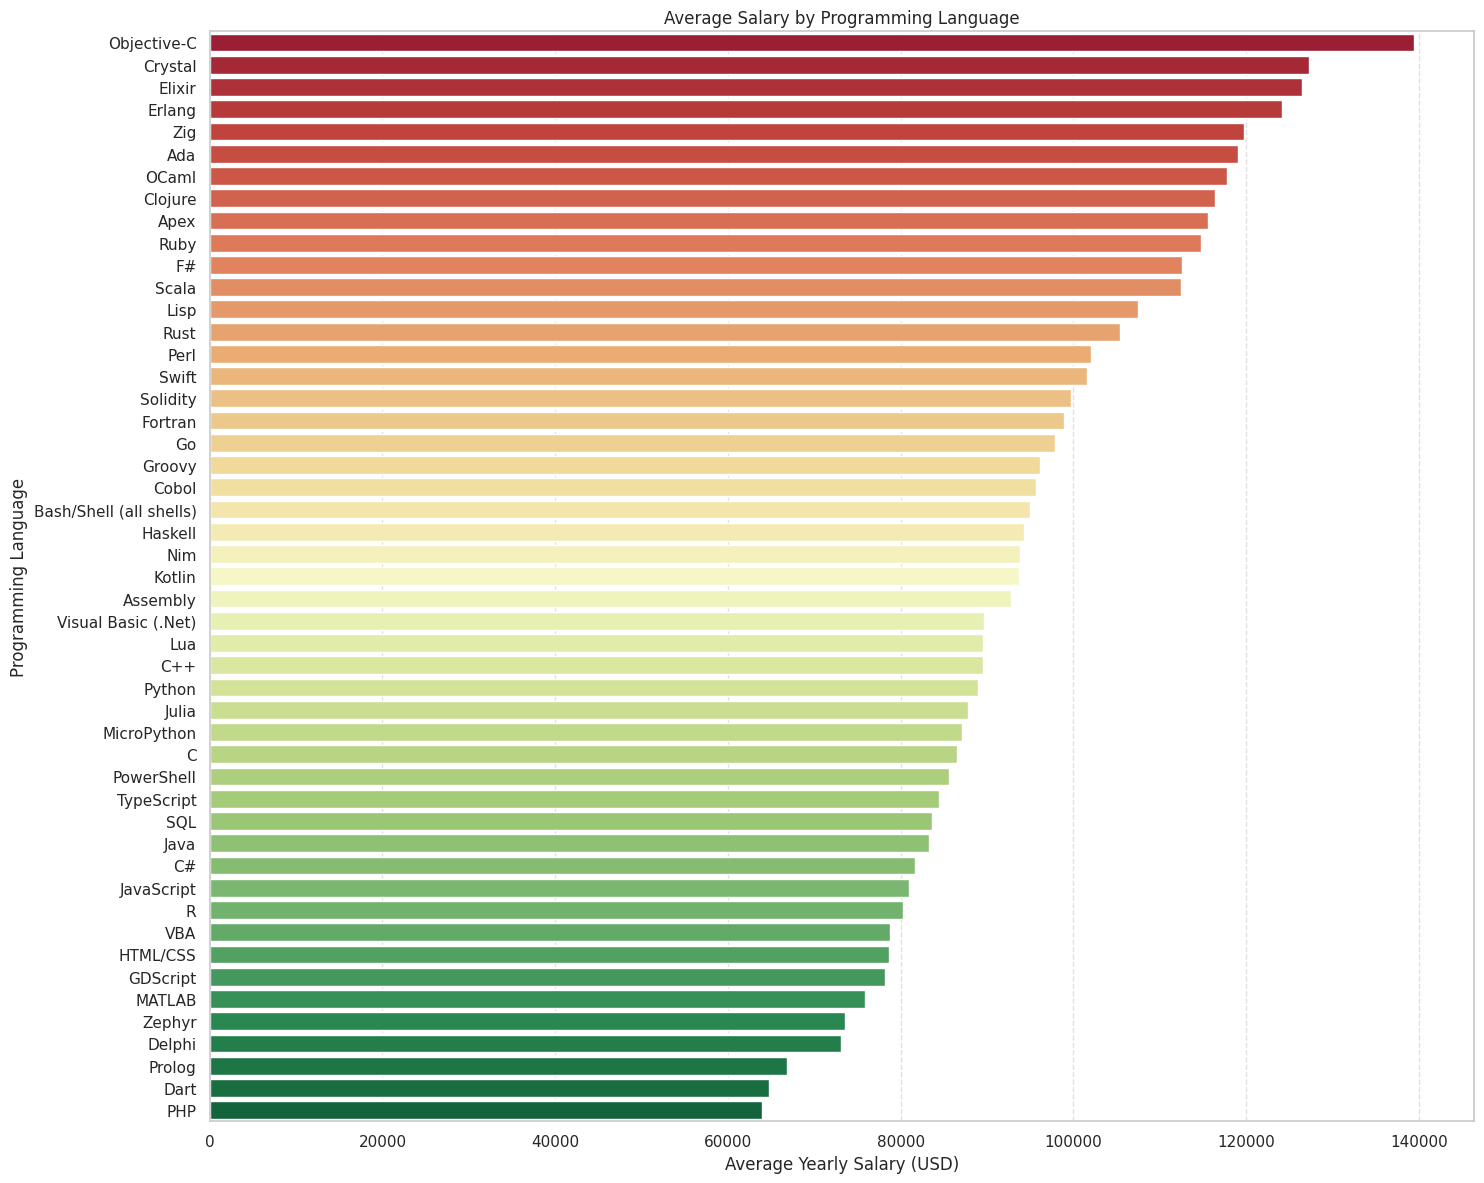 Average Salary by Programming Language
Programming Language
Objective-C
Crystal
Elixir
Erlang
Zig
Ada
OCaml
Clojure
Apex
Ruby
F#
Scala
Lisp
Rust
Perl
Swift
Solidity
Fortran
Go
Groovy
Cobol
Bash/Shell (all shells)
Haskell
Nim
Kotlin
Assembly
Visual Basic (.Net)
Lua
C++
Python
Julia
MicroPython
C
PowerShell
TypeScript
SQL
Java
C#
JavaScript
R
VBA
HTML/CSS
GDScript
MATLAB
Zephyr
Delphi
Prolog
Dart
PHP
0 20000 40000 60000 80000 100000 120000 140000
Average Yearly Salary (USD)